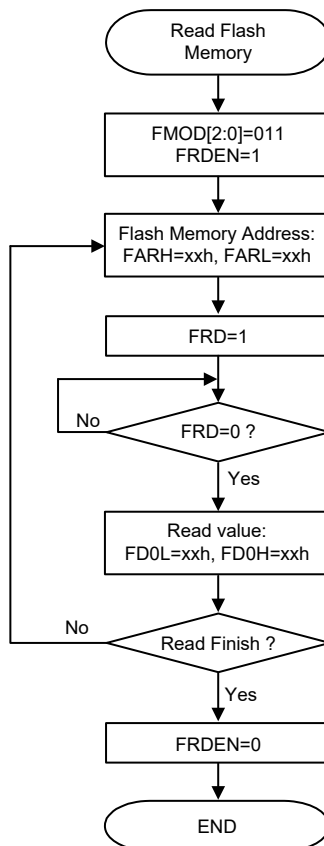 Read Flash
Memory
FMOD[2:0]=011
FRDEN=1
Flash Memory Address:
FARH=xxh, FARL=xxh
FRD=1
No
FRD=0 ?
Yes
Read value:
FD0L=xxh, FD0H=xxh
No
Read Finish ?
Yes
FRDEN=0
END